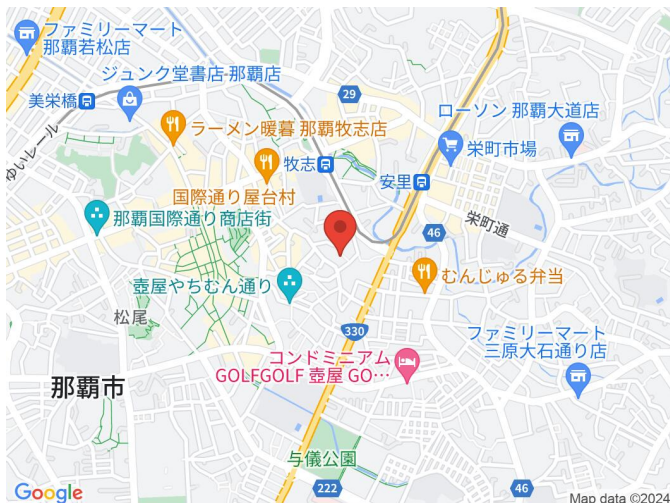 ファミリーマート
那覇若松店
ジュンク堂書店-那覇店
美栄橋
29
ローソン 那覇大道店
ラーメン暖暮 那覇牧志店
ゆいレール
牧志
栄町市場
安里
国際通り屋台村
那覇国際通り商店街
栄町通
46
壺屋やちむん通り
むんじゅる弁当
松尾
330
ファミリーマート
三原大石通り店
コンドミニアム
GOLFGOLF 壺屋 GO…
那覇市
与儀公園
222
46
Google
Map data ©2024